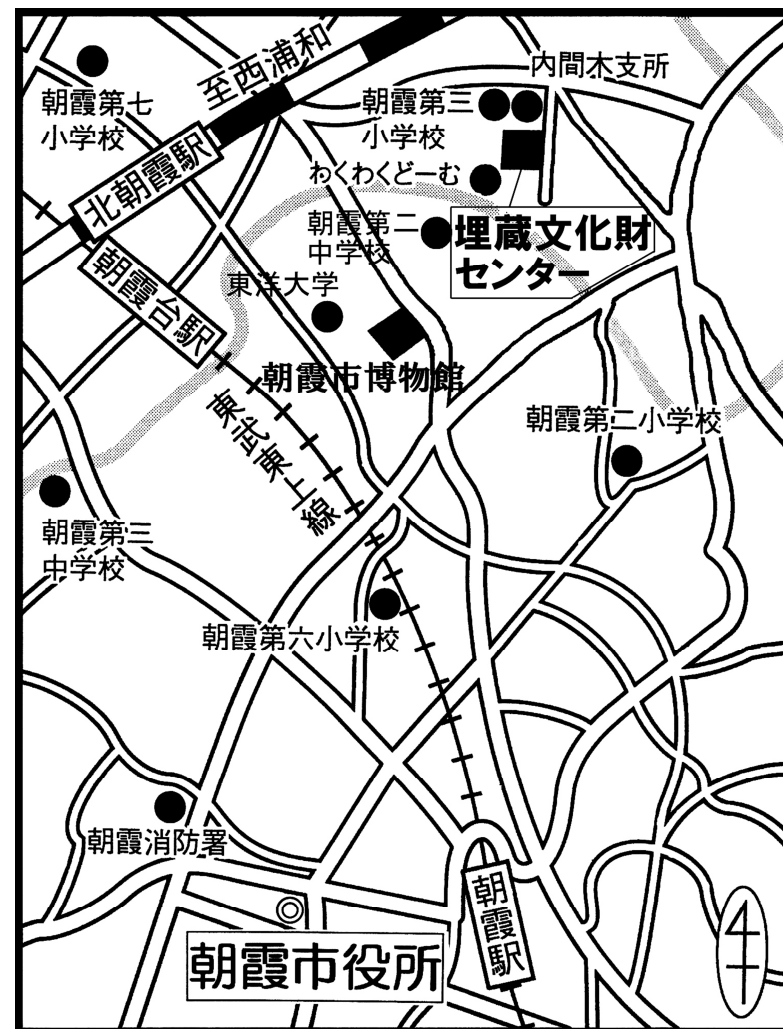 至西浦和
内間木支所
朝霞第七
小学校
朝霞第三
小学校
北朝霞駅
わくわくどーむ
朝霞第二
中学校
埋蔵文化財
センター
朝霞台駅
東洋大学
朝霞市博物館
東武東上線
朝霞第二小学校
朝霞第三
中学校
朝霞第六小学校
朝霞消防署
朝霞駅
朝霞市役所